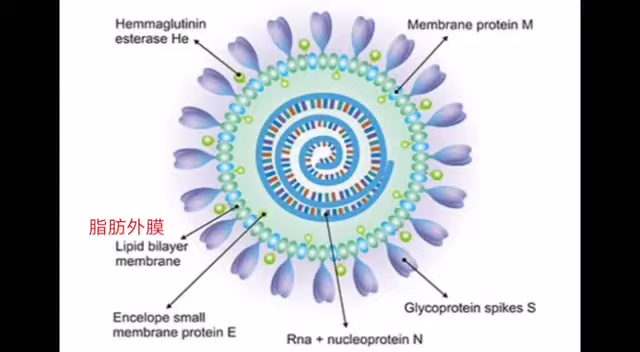 Hemmaglutinin
esterase He
Membrane protein M
脂肪外膜
Lipid bilayer
membrane
Encelope small
membrane protein E
Rna + nucleoprotein N
Glycoprotein spikes S